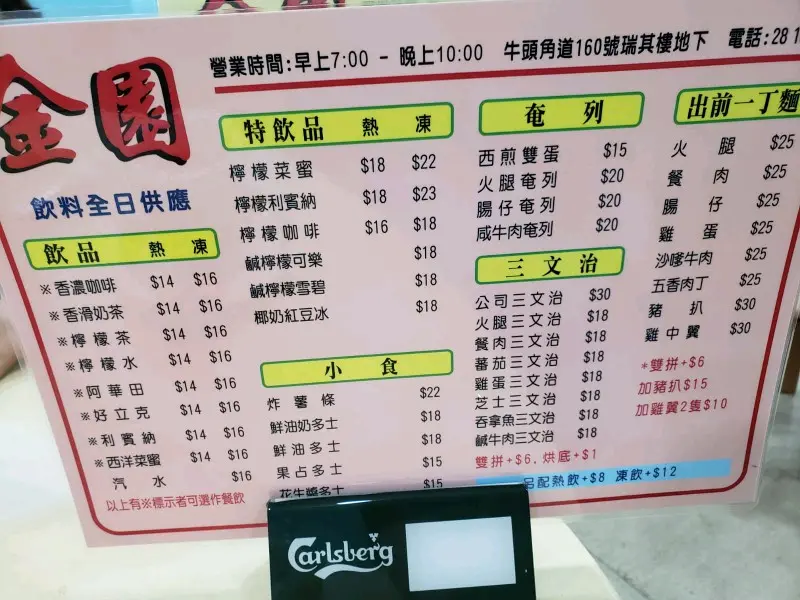 營業時間:早上7:00 - 晚上10:00 牛頭角道160號瑞其樓地下 電話:28 1
金園
飲料全日供應
飲品 熱 凍
※香濃咖啡 $14 $16
※香滑奶茶 $14 $16
※檸檬茶 $14 $16
※檸檬水 $14 $16
※阿華田 $14 $16
※好立克 $14 $16
※利賓納 $14 $16
※西洋菜蜜 $14 $16
汽水 $16
以上有※標示者可選作餐飲
特飲品 熱 凍
檸檬菜蜜 $18 $22
檸檬利賓納 $18 $23
檸檬咖啡 $16 $18
鹹檸檬可樂 $18
鹹檸檬雪碧 $18
椰奶紅豆冰 $18
小食
炸薯條 $22
鮮油奶多士 $18
鮮油多士 $18
果占多士 $15
花生醬多士 $15
奄列
西煎雙蛋 $15
火腿奄列 $20
腸仔奄列 $20
咸牛肉奄列 $20
三文治
公司三文治 $30
火腿三文治 $18
餐肉三文治 $18
蕃茄三文治 $18
雞蛋三文治 $18
芝士三文治 $18
吞拿魚三文治 $18
鹹牛肉三文治 $18
雙拼+$6,烘底+$1
出前一丁麵
火腿 $25
餐肉 $25
腸仔 $25
雞蛋 $25
沙嗲牛肉 $25
五香肉丁 $25
豬扒 $30
雞中翼 $30
*雙拼+$6
加豬扒$15
加雞翼2隻$10
配熱飲+$8 凍飲+$12
Carlsberg